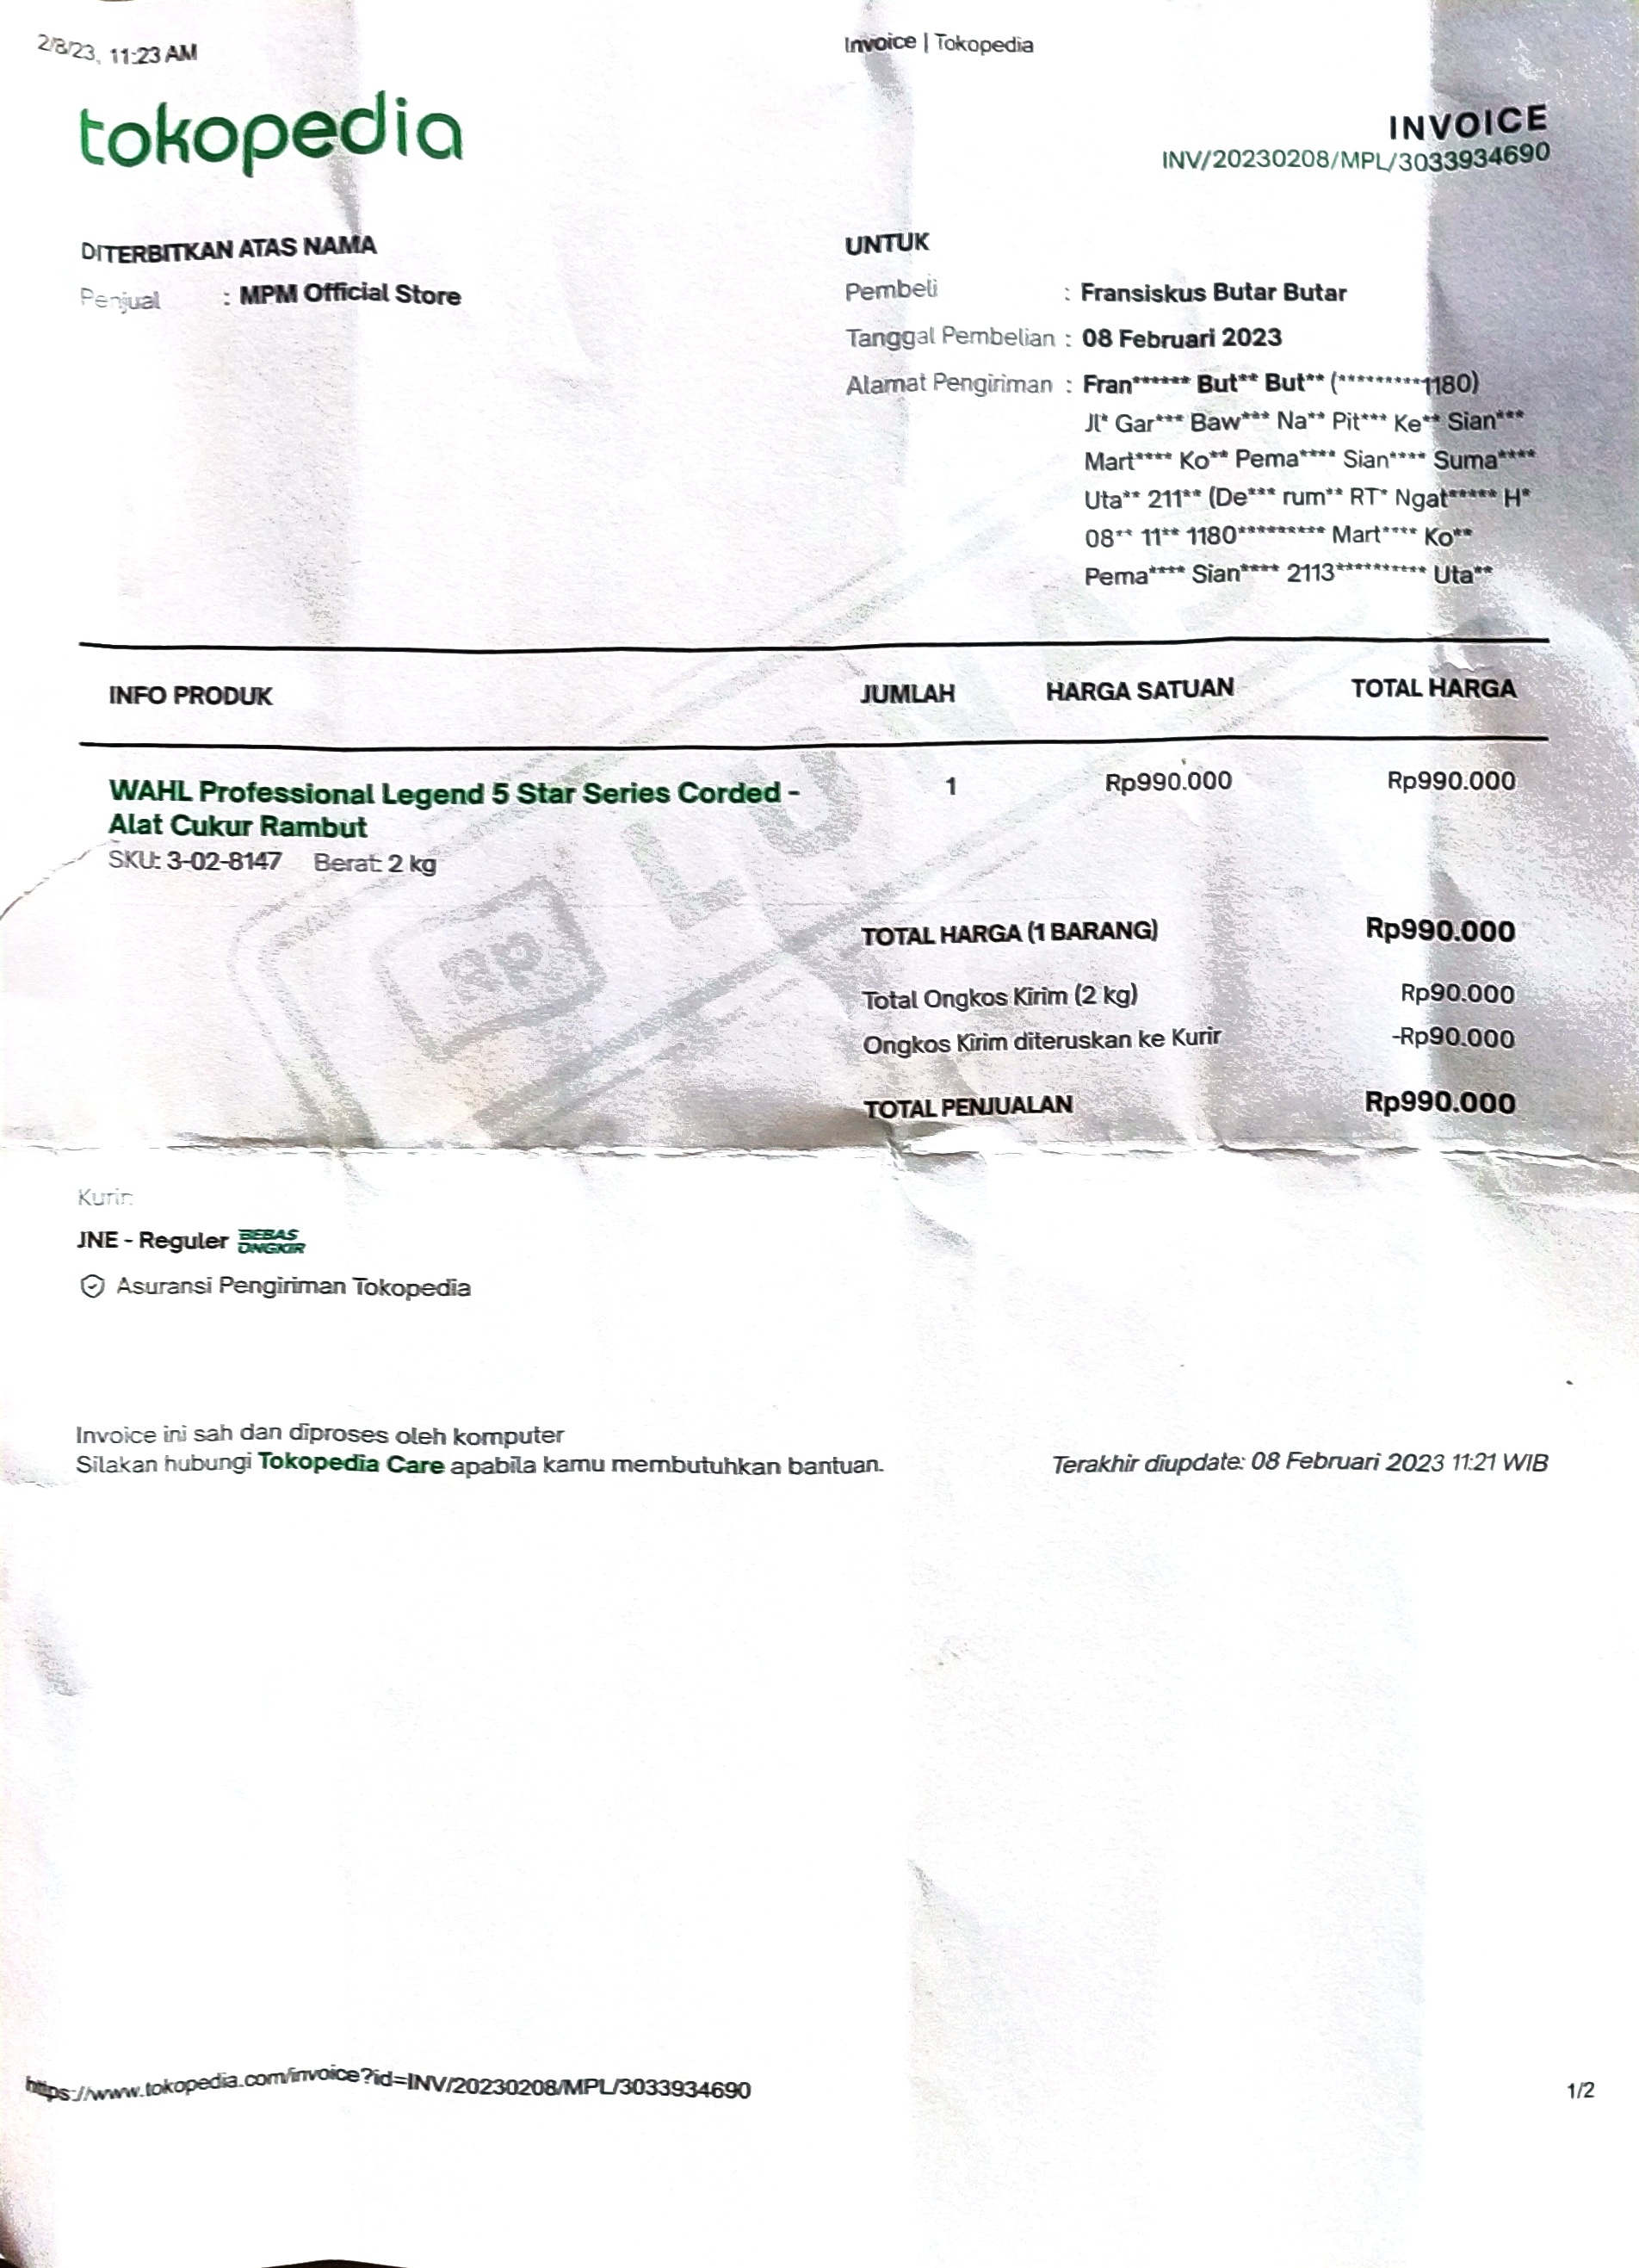 2/8/23, 11:23 AM
Invoice | Tokopedia
tokopedia
INVOICE
INV/20230208/MPL/3033934690
DITERBITKAN ATAS NAMA
Penjual : MPM Official Store
UNTUK
Pembeli : Fransiskus Butar Butar
Tanggal Pembelian : 08 Februari 2023
Alamat Pengiriman : Fran****** But** But** (*********1180)
Jl* Gar*** Baw*** Na** Pit*** Ke** Sian***
Mart**** Ko** Pema**** Sian**** Suma****
Uta** 211** (De*** rum** RT* Ngat***** H*
08** 11** 1180********* Mart**** Ko**
Pema**** Sian**** 2113********** Uta**
INFO PRODUK JUMLAH HARGA SATUAN TOTAL HARGA
WAHL Professional Legend 5 Star Series Corded - 1 Rp990.000 Rp990.000
Alat Cukur Rambut
SKU: 3-02-8147 Berat: 2 kg
LUNAS
TOTAL HARGA (1 BARANG) Rp990.000
Total Ongkos Kirim (2 kg) Rp90.000
Ongkos Kirim diteruskan ke Kurir -Rp90.000
TOTAL PENJUALAN Rp990.000
Kurir:
JNE - Reguler BEBAS ONGKIR
Asuransi Pengiriman Tokopedia
Invoice ini sah dan diproses oleh komputer
Silakan hubungi Tokopedia Care apabila kamu membutuhkan bantuan.
Terakhir diupdate: 08 Februari 2023 11:21 WIB
https://www.tokopedia.com/invoice?id=INV/20230208/MPL/3033934690
1/2